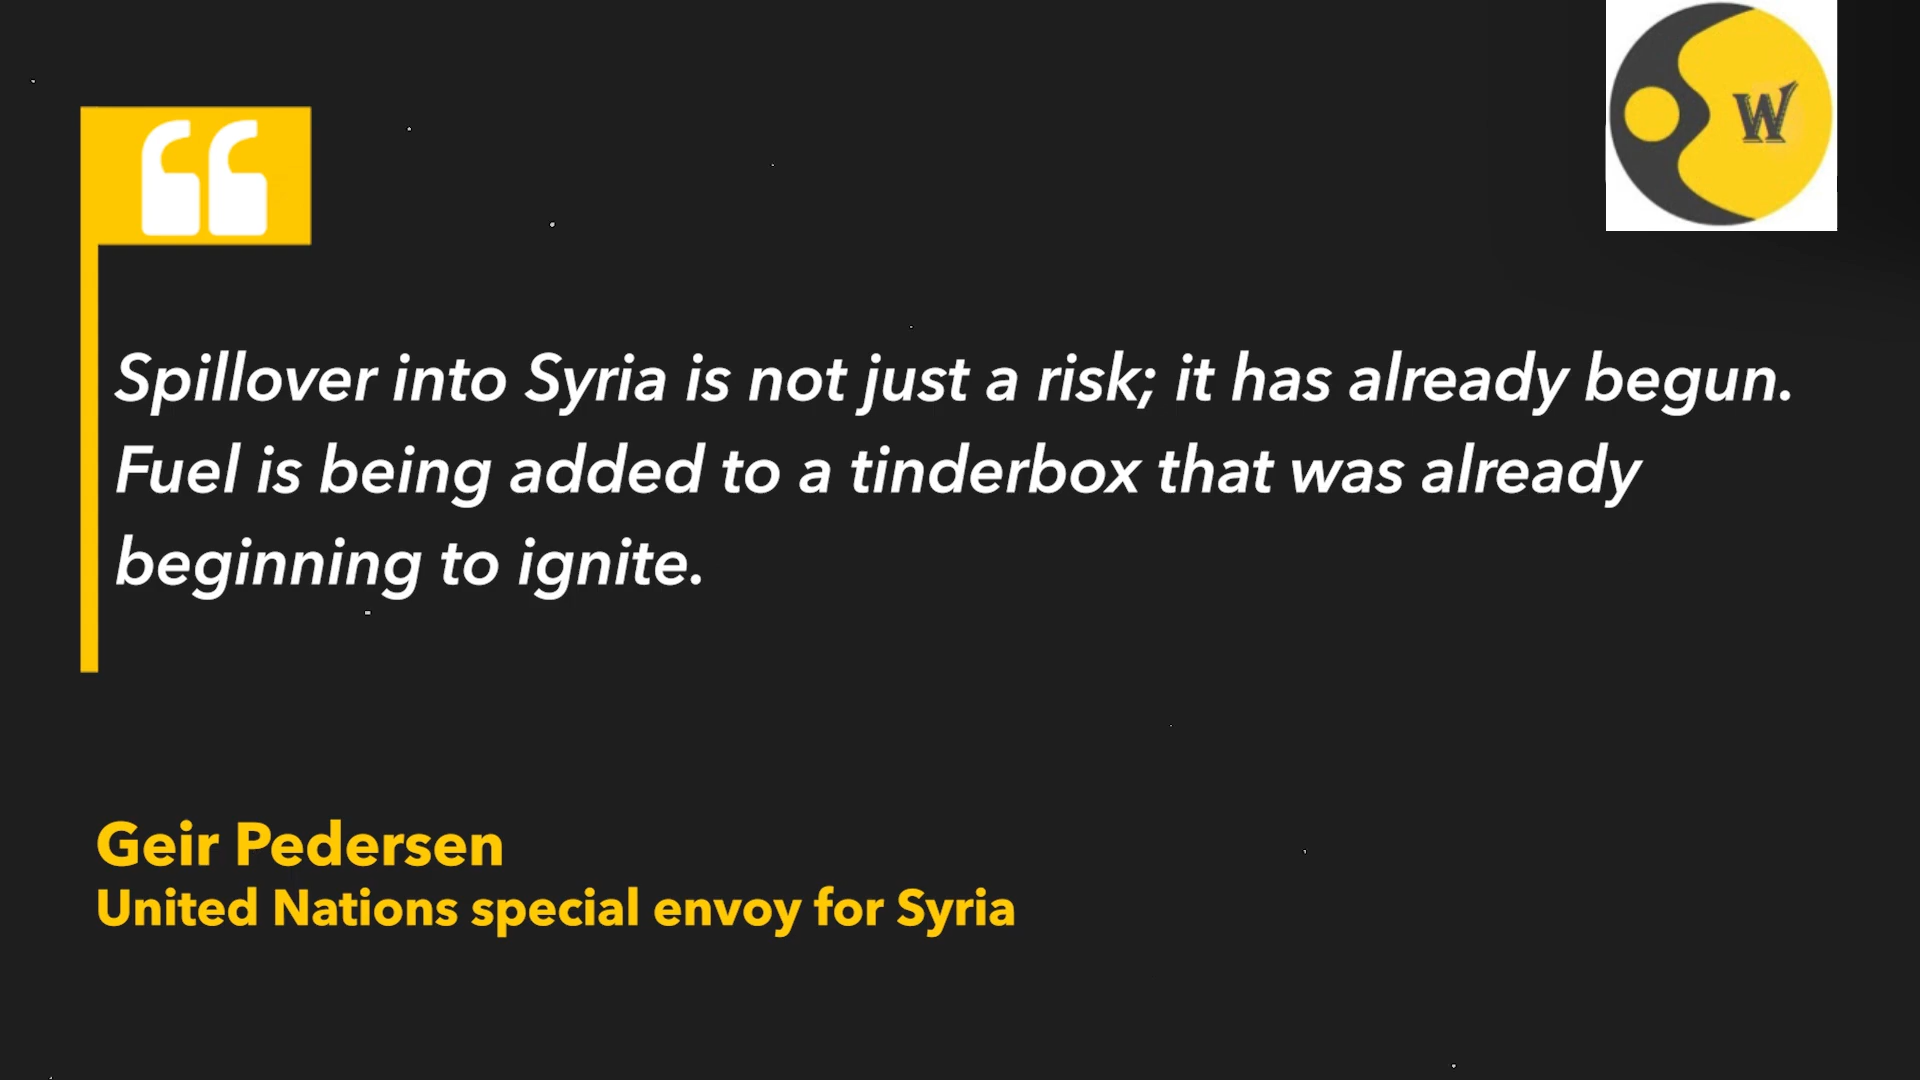 W
Spillover into Syria is not just a risk; it has already begun.
Fuel is being added to a tinderbox that was already
beginning to ignite.
Geir Pedersen
United Nations special envoy for Syria